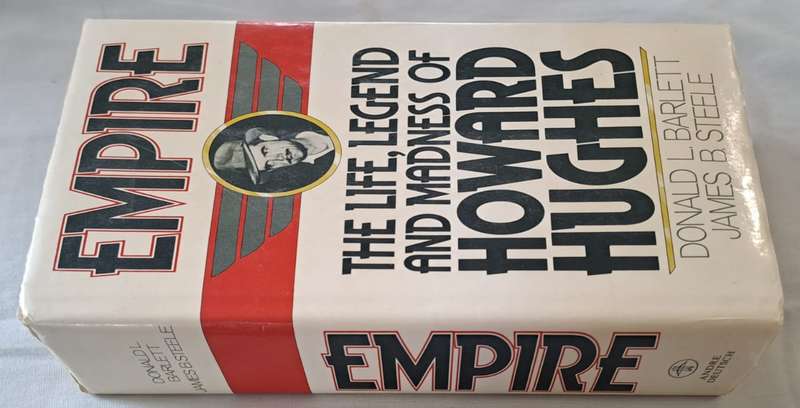 EMPIRE
THE LIFE, LEGEND
AND MADNESS OF
HOWARD
HUGHES
DONALD L. BARLETT
JAMES B. STEELE
DONALD L.
BARLETT
JAMES B. STEELE
EMPIRE
ANDRE
DEUTSCH